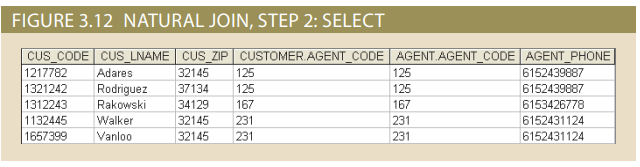 FIGURE 3.12 NATURAL JOIN, STEP 2: SELECT
CUS_CODE CUS_LNAME CUS_ZIP CUSTOMER.AGENT_CODE AGENT.AGENT_CODE AGENT_PHONE
1217782 Adares 32145 125 125 6152439887
1321242 Rodriguez 37134 125 125 6152439887
1312243 Rakowski 34129 167 167 6153426778
1132445 Walker 32145 231 231 6152431124
1657399 Vanloo 32145 231 231 6152431124